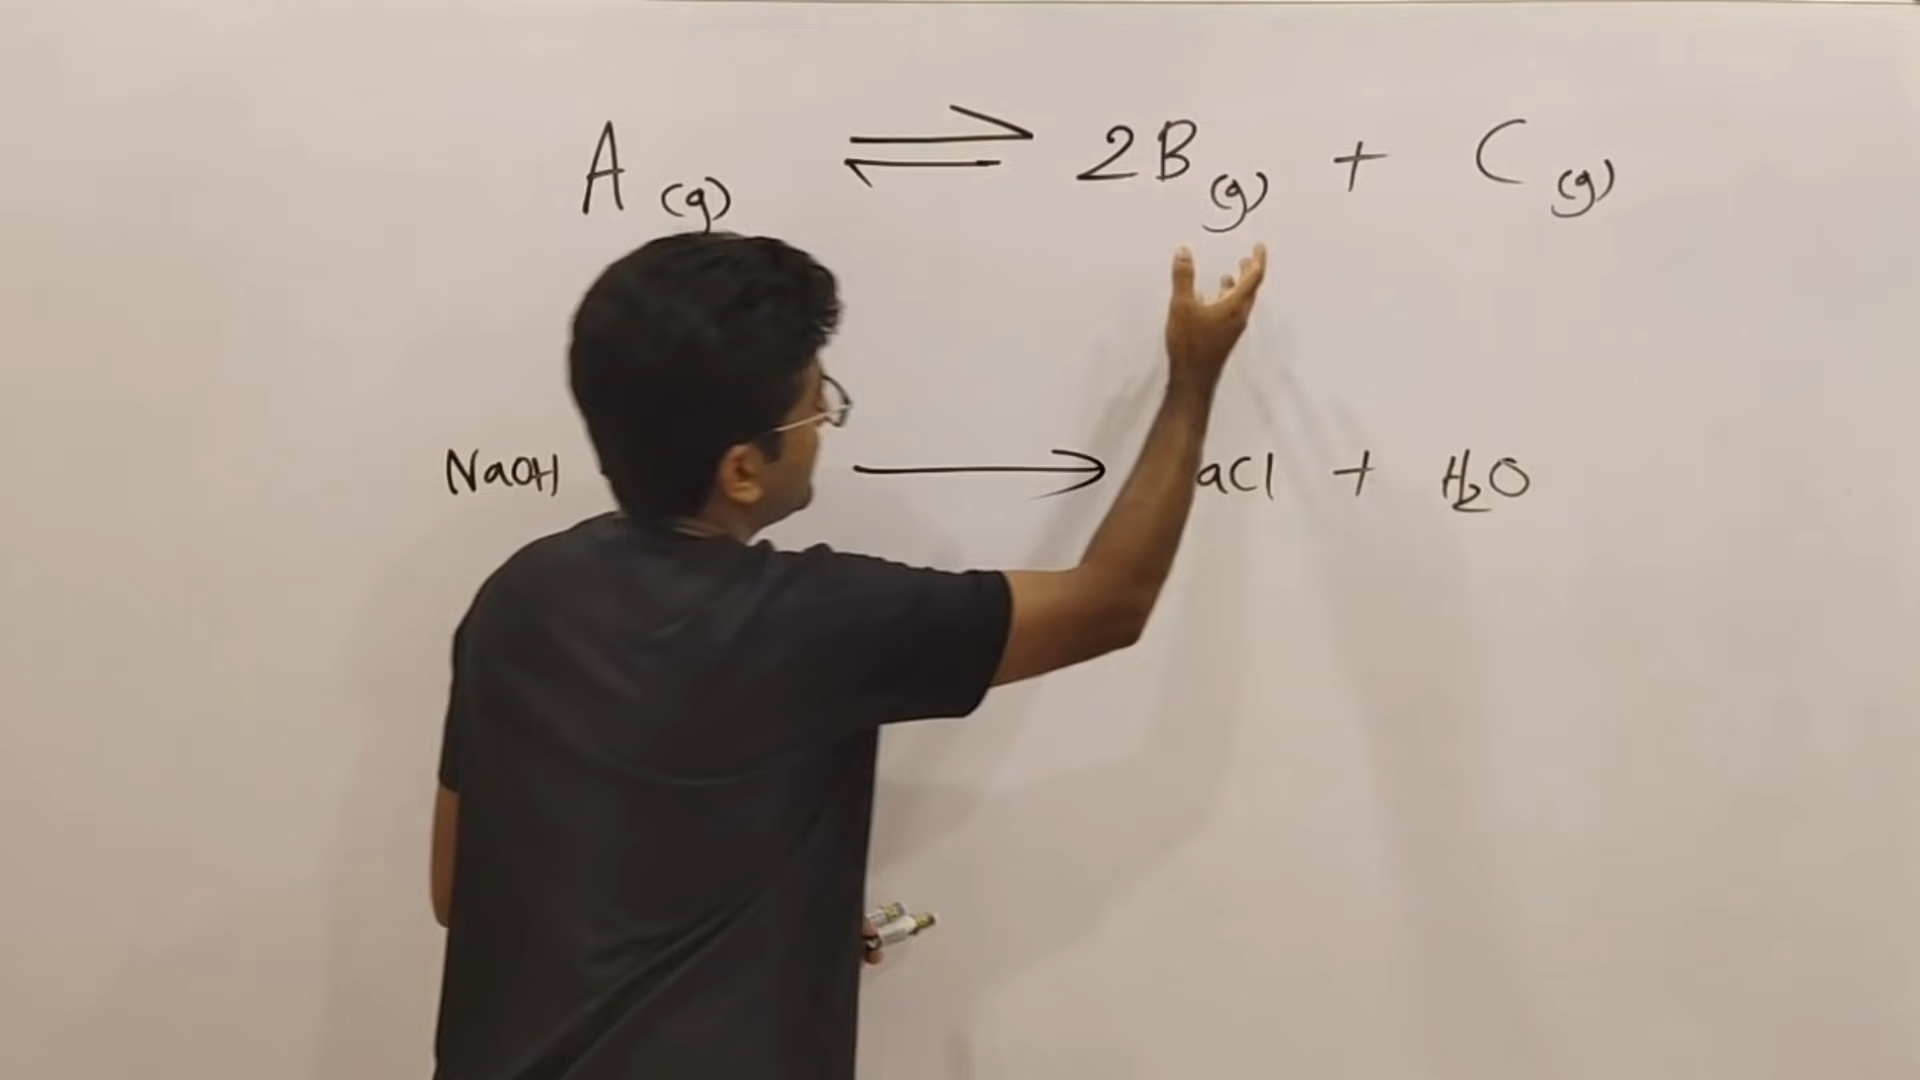 A (g) ⇌ 2B (g) + C (g)
NaOH → aCl + H₂O